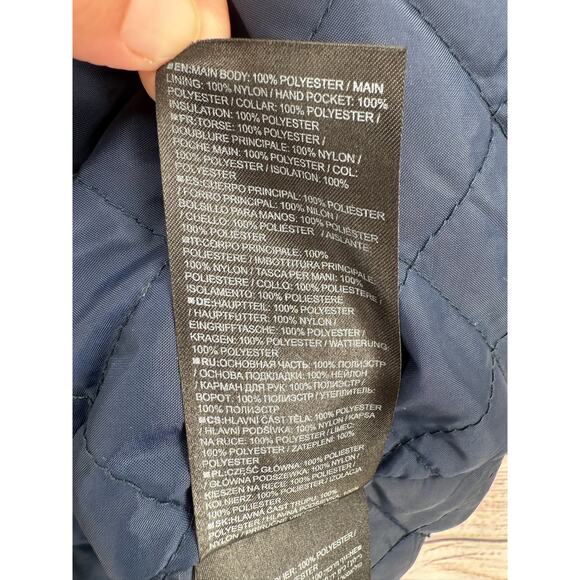 ■EN:MAIN BODY: 100% POLYESTER / MAIN
LINING: 100% NYLON / HAND POCKET: 100%
POLYESTER / COLLAR: 100% POLYESTER /
INSULATION: 100% POLYESTER
■FR:TORSE: 100% POLYESTER /
DOUBLURE PRINCIPALE: 100% NYLON /
POCHE MAIN: 100% POLYESTER / COL:
100% POLYESTER / ISOLATION: 100%
POLYESTER
■ES:CUERPO PRINCIPAL: 100% POLIÉSTER
/ FORRO PRINCIPAL: 100% NILÓN /
BOLSILLO PARA MANOS: 100% POLIÉSTER
/ CUELLO: 100% POLIÉSTER / AISLANTE:
100% POLIÉSTER
■IT:CORPO PRINCIPALE: 100%
POLIESTERE / IMBOTTITURA PRINCIPALE:
100% NYLON / TASCA PER MANI: 100%
POLIESTERE / COLLO: 100% POLIESTERE /
ISOLAMENTO: 100% POLIESTERE
■DE:HAUPTTEIL: 100% POLYESTER
/ HAUPTFUTTER: 100% NYLON /
EINGRIFFTASCHE: 100% POLYESTER /
KRAGEN: 100% POLYESTER / WATTIERUNG:
100% POLYESTER
■RU:ОСНОВНАЯ ЧАСТЬ: 100% ПОЛИЭСТР
/ ОСНОВА ПОДКЛАДКИ: 100% НЕЙЛОН
/ КАРМАН ДЛЯ РУК: 100% ПОЛИЭСТР /
ВОРОТ: 100% ПОЛИЭСТР / УТЕПЛИТЕЛЬ:
100% ПОЛИЭСТР
■CS:HLAVNÍ ČÁST TĚLA: 100% POLYESTER
/ HLAVNÍ PODŠÍVKA: 100% NYLON / KAPSA
NA RUCE: 100% POLYESTER / LÍMEC:
100% POLYESTER / ZATEPLENÍ: 100%
POLYESTER
■PL:CZĘŚĆ GŁÓWNA: 100% POLIESTER
/ PODSZEWKA GŁÓWNA: 100% NYLON /
KIESZEŃ NA RĘCE: 100% POLIESTER /
KOŁNIERZ: 100% POLIESTER / IZOLACJA:
100% POLIESTER
■SK:HLAVNÁ ČASŤ TRUPU: 100%
POLYESTER / HLAVNÁ PODŠÍVKA: 100%
NYLON /
100% POLYESTER
100% POLYESTER /